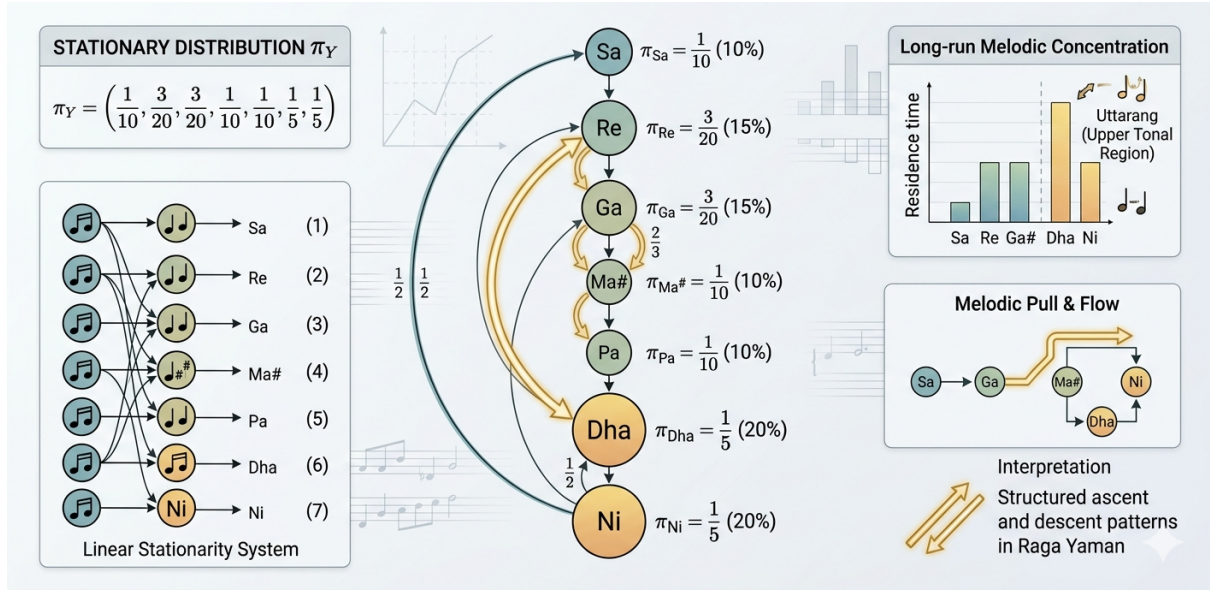 STATIONARY DISTRIBUTION π_Y
π_Y = (1/10, 3/20, 3/20, 1/10, 1/10, 1/5, 1/5)
Sa (1)
Re (2)
Ga (3)
# #
Ma# (4)
Pa (5)
Dha (6)
Ni Ni (7)
Linear Stationarity System
Sa π_Sa = 1/10 (10%)
Re π_Re = 3/20 (15%)
Ga π_Ga = 3/20 (15%)
2/3
1/2 1/2
Ma# π_Ma# = 1/10 (10%)
Pa π_Pa = 1/10 (10%)
Dha π_Dha = 1/5 (20%)
1/2
Ni π_Ni = 1/5 (20%)
Long-run Melodic Concentration
Residence time
Uttarang
(Upper Tonal
Region)
Sa Re Ga# Dha Ni
Melodic Pull & Flow
Sa Ga Ma# Ni
Dha
Interpretation
Structured ascent
and descent patterns
in Raga Yaman